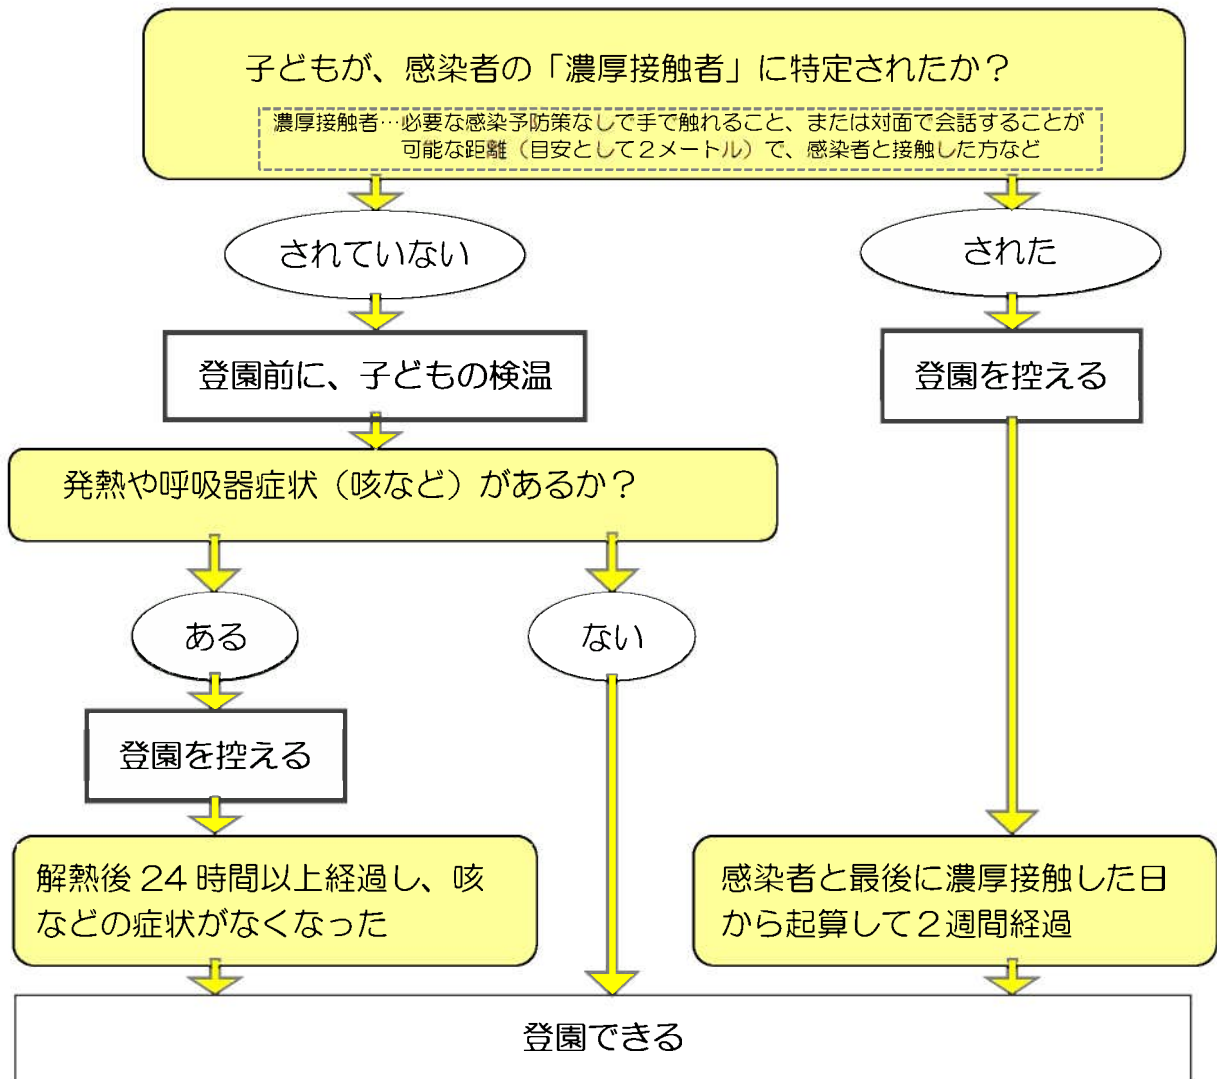 子どもが、感染者の「濃厚接触者」に特定されたか？
濃厚接触者…必要な感染予防策なしで手で触れること、または対面で会話することが
可能な距離（目安として２メートル）で、感染者と接触した方など
されていない
された
登園前に、子どもの検温
登園を控える
発熱や呼吸器症状（咳など）があるか？
ある
ない
登園を控える
解熱後 24 時間以上経過し、咳
などの症状がなくなった
感染者と最後に濃厚接触した日
から起算して２週間経過
登園できる